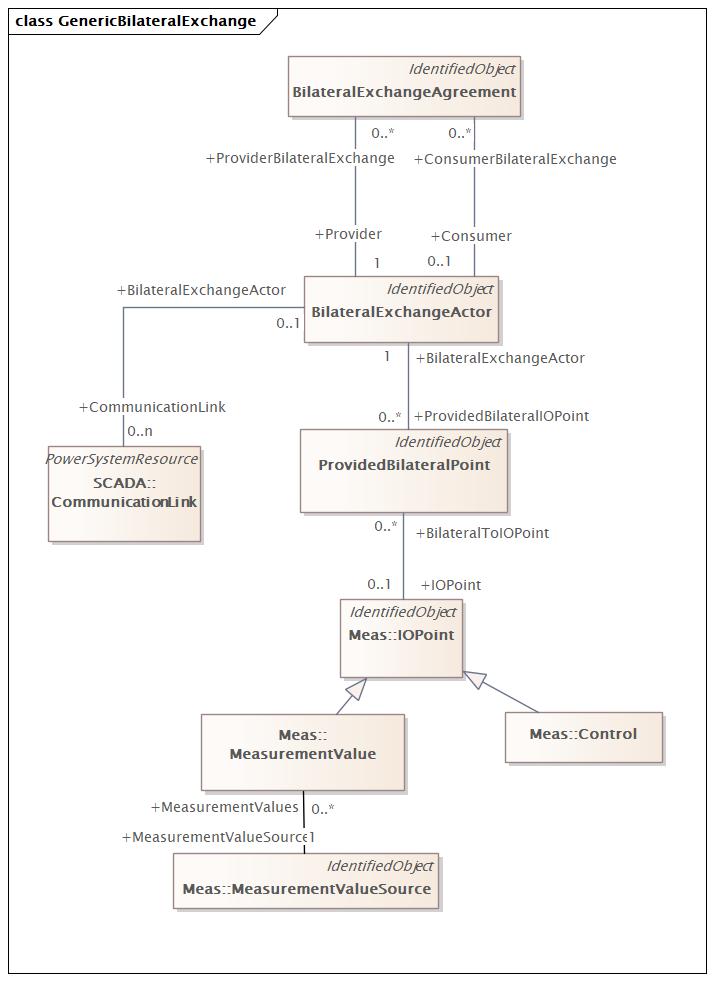 class GenericBilateralExchange
IdentifiedObject
BilateralExchangeAgreement
0..* 0..*
+ProviderBilateralExchange +ConsumerBilateralExchange
+Provider +Consumer
1 0..1
IdentifiedObject
BilateralExchangeActor
+BilateralExchangeActor
0..1
1 +BilateralExchangeActor
+CommunicationLink
0..n
0..* +ProvidedBilateralIOPoint
PowerSystemResource
SCADA::
CommunicationLink
IdentifiedObject
ProvidedBilateralPoint
0..* +BilateralToIOPoint
0..1 +IOPoint
IdentifiedObject
Meas::IOPoint
Meas::
MeasurementValue
Meas::Control
+MeasurementValues 0..*
+MeasurementValueSource 1
IdentifiedObject
Meas::MeasurementValueSource